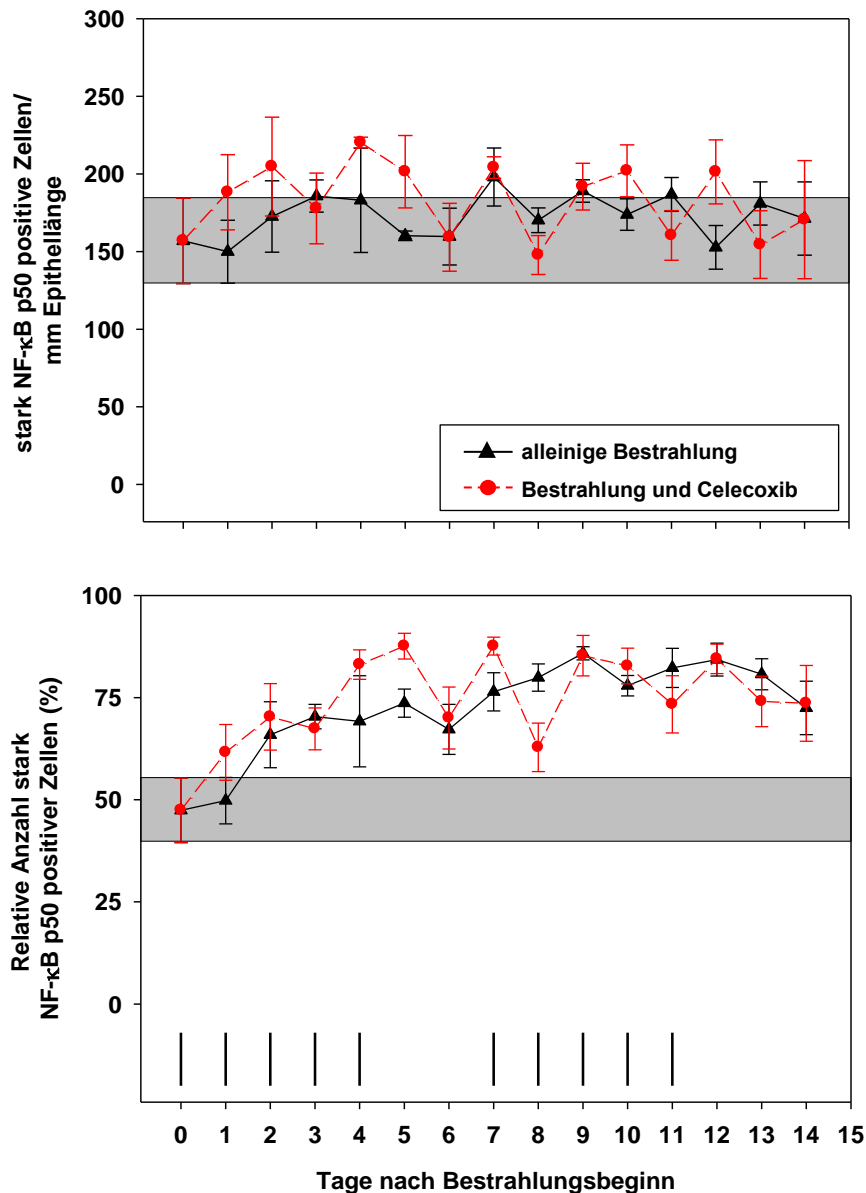 300
250
200
150
100
50
0
stark NF-κB p50 positive Zellen/
mm Epithellänge
alleinige Bestrahlung
Bestrahlung und Celecoxib
100
75
50
25
0
Relative Anzahl stark
NF-κB p50 positiver Zellen (%)
0 1 2 3 4 5 6 7 8 9 10 11 12 13 14 15
Tage nach Bestrahlungsbeginn